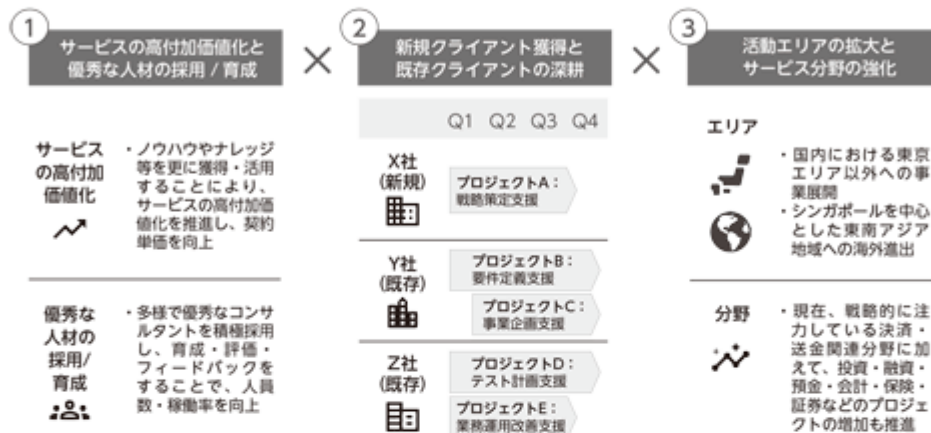 1
サービスの高付加価値化と
優秀な人材の採用 / 育成
サービス
の高付加
価値化
・ノウハウやナレッジ
等を更に獲得・活用
することにより、
サービスの高付加価
値化を推進し、契約
単価を向上
優秀な
人材の
採用/
育成
・多様で優秀なコンサ
ルタントを積極採用
し、育成・評価・
フィードバックを
することで、人員
数・稼働率を向上
×
2
新規クライアント獲得と
既存クライアントの深耕
Q1 Q2 Q3 Q4
X社
(新規)
プロジェクトA：
戦略策定支援
Y社
(既存)
プロジェクトB：
要件定義支援
プロジェクトC：
事業企画支援
Z社
(既存)
プロジェクトD：
テスト計画支援
プロジェクトE：
業務運用改善支援
×
3
活動エリアの拡大と
サービス分野の強化
エリア
・国内における東京
エリア以外への事
業展開
・シンガポールを中心
とした東南アジア
地域への海外進出
分野
・現在、戦略的に注
力している決済・
送金関連分野に加
えて、投資・融資・
預金・会計・保険・
証券などのプロジェ
クトの増加も推進